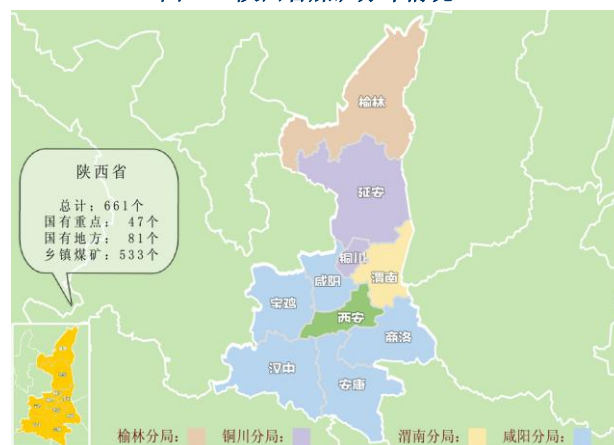 榆林
延安
铜川
渭南
咸阳
宝鸡
西安
商洛
汉中
安康
陕西省
总计：661个
国有重点：47个
国有地方：81个
乡镇煤矿：533个
榆林分局： 铜川分局： 渭南分局： 咸阳分局：